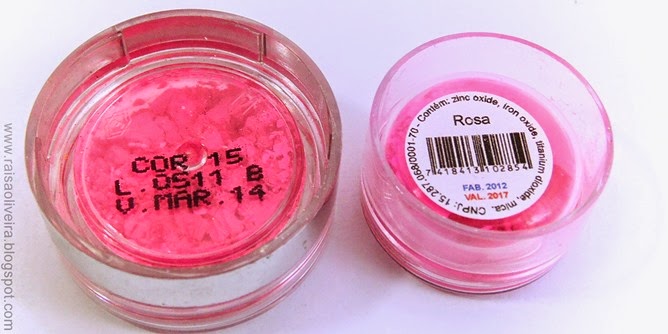 www.raisaoliveira.blogspot.com
COR 15
L.0511 B
V.MAR.14
CNPJ: 15.287.068/0001-70 - Contém: zinc oxide, iron oxide, titanium dioxide mica.
Rosa
7418413102854
FAB. 2012
VAL. 2017